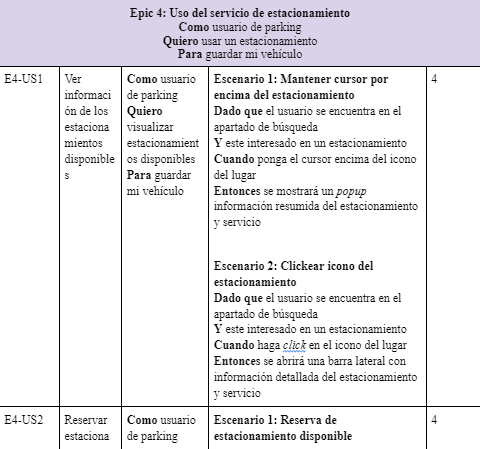 Epic 4: Uso del servicio de estacionamiento
Como usuario de parking
Quiero usar un estacionamiento
Para guardar mi vehículo
E4-US1
Ver
informaci
ón de los
estaciona
mientos
disponible
s
Como usuario
de parking
Quiero
visualizar
estacionamient
os disponibles
Para guardar
mi vehículo
Escenario 1: Mantener cursor por
encima del estacionamiento
Dado que el usuario se encuentra en el
apartado de búsqueda
Y este interesado en un estacionamiento
Cuando ponga el cursor encima del icono
del lugar
Entonces se mostrará un popup
información resumida del estacionamiento
y servicio
Escenario 2: Clickear icono del
estacionamiento
Dado que el usuario se encuentra en el
apartado de búsqueda
Y este interesado en un estacionamiento
Cuando haga click en el icono del lugar
Entonces se abrirá una barra lateral con
información detallada del estacionamiento
y servicio
4
E4-US2
Reservar
estaciona
Como usuario
de parking
Escenario 1: Reserva de
estacionamiento disponible
4